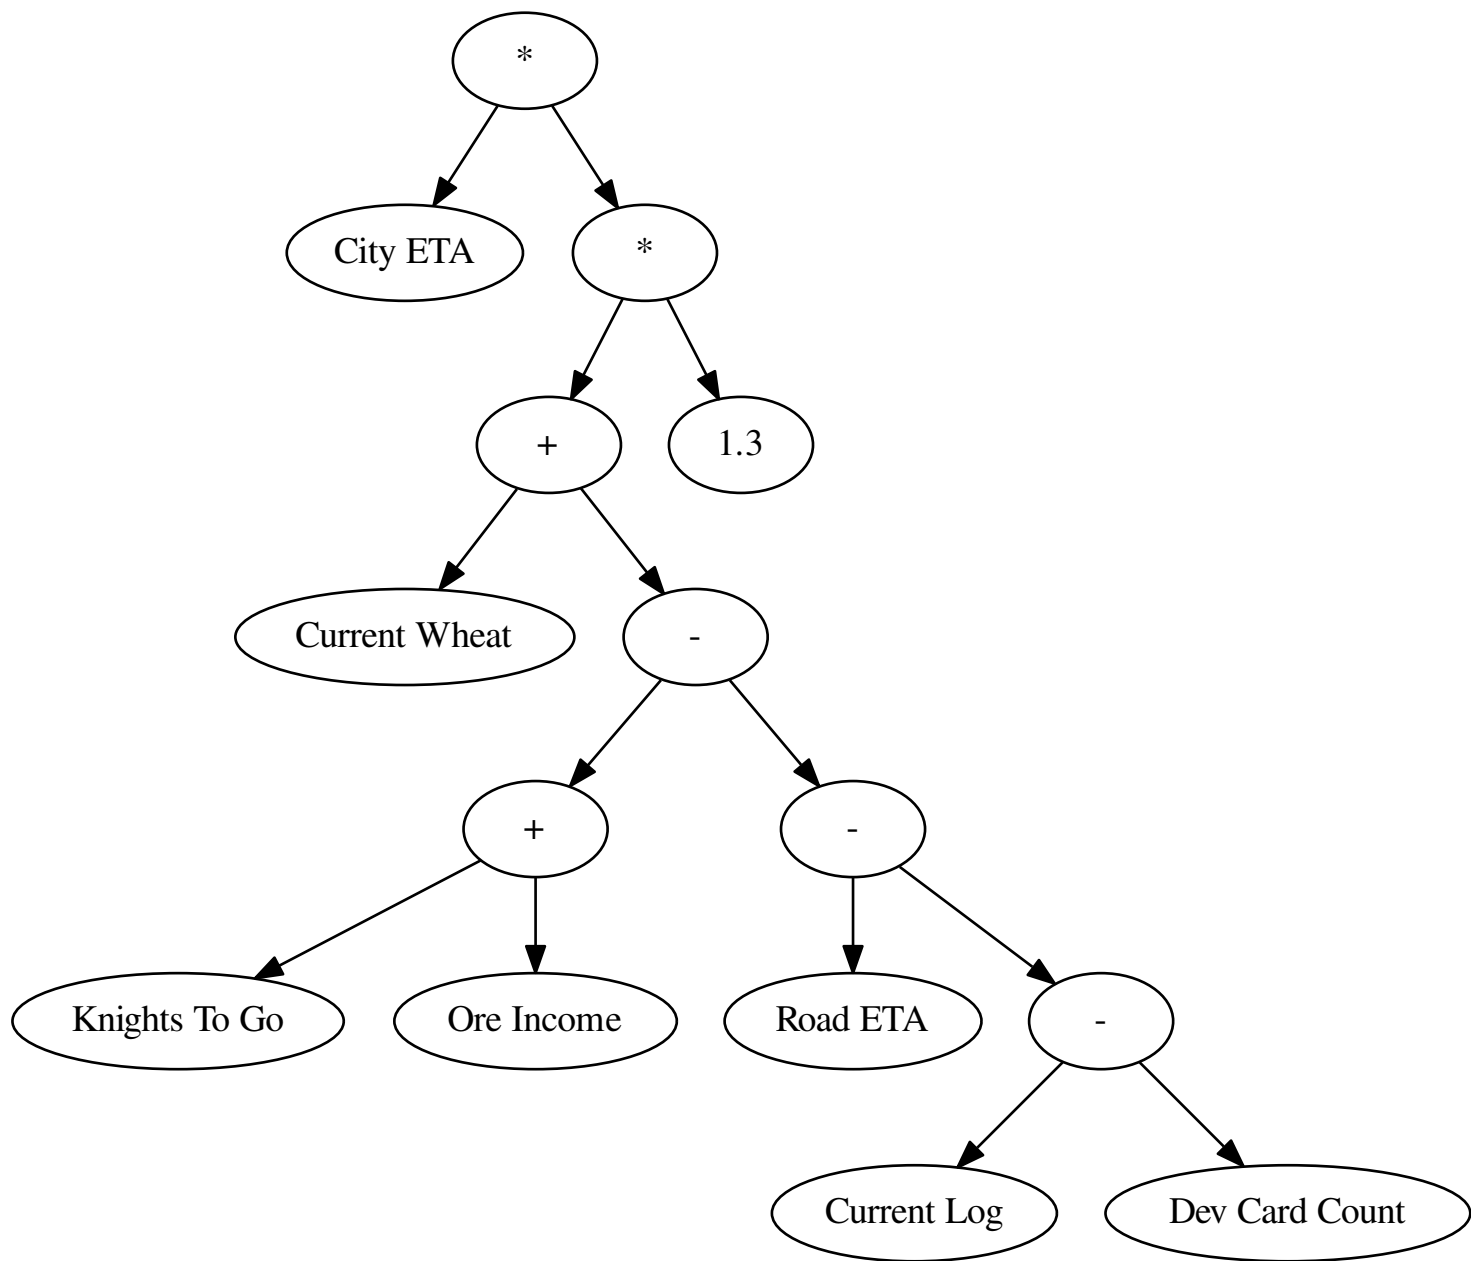 *
City ETA
*
+
1.3
Current Wheat
-
+
-
Knights To Go
Ore Income
Road ETA
-
Current Log
Dev Card Count